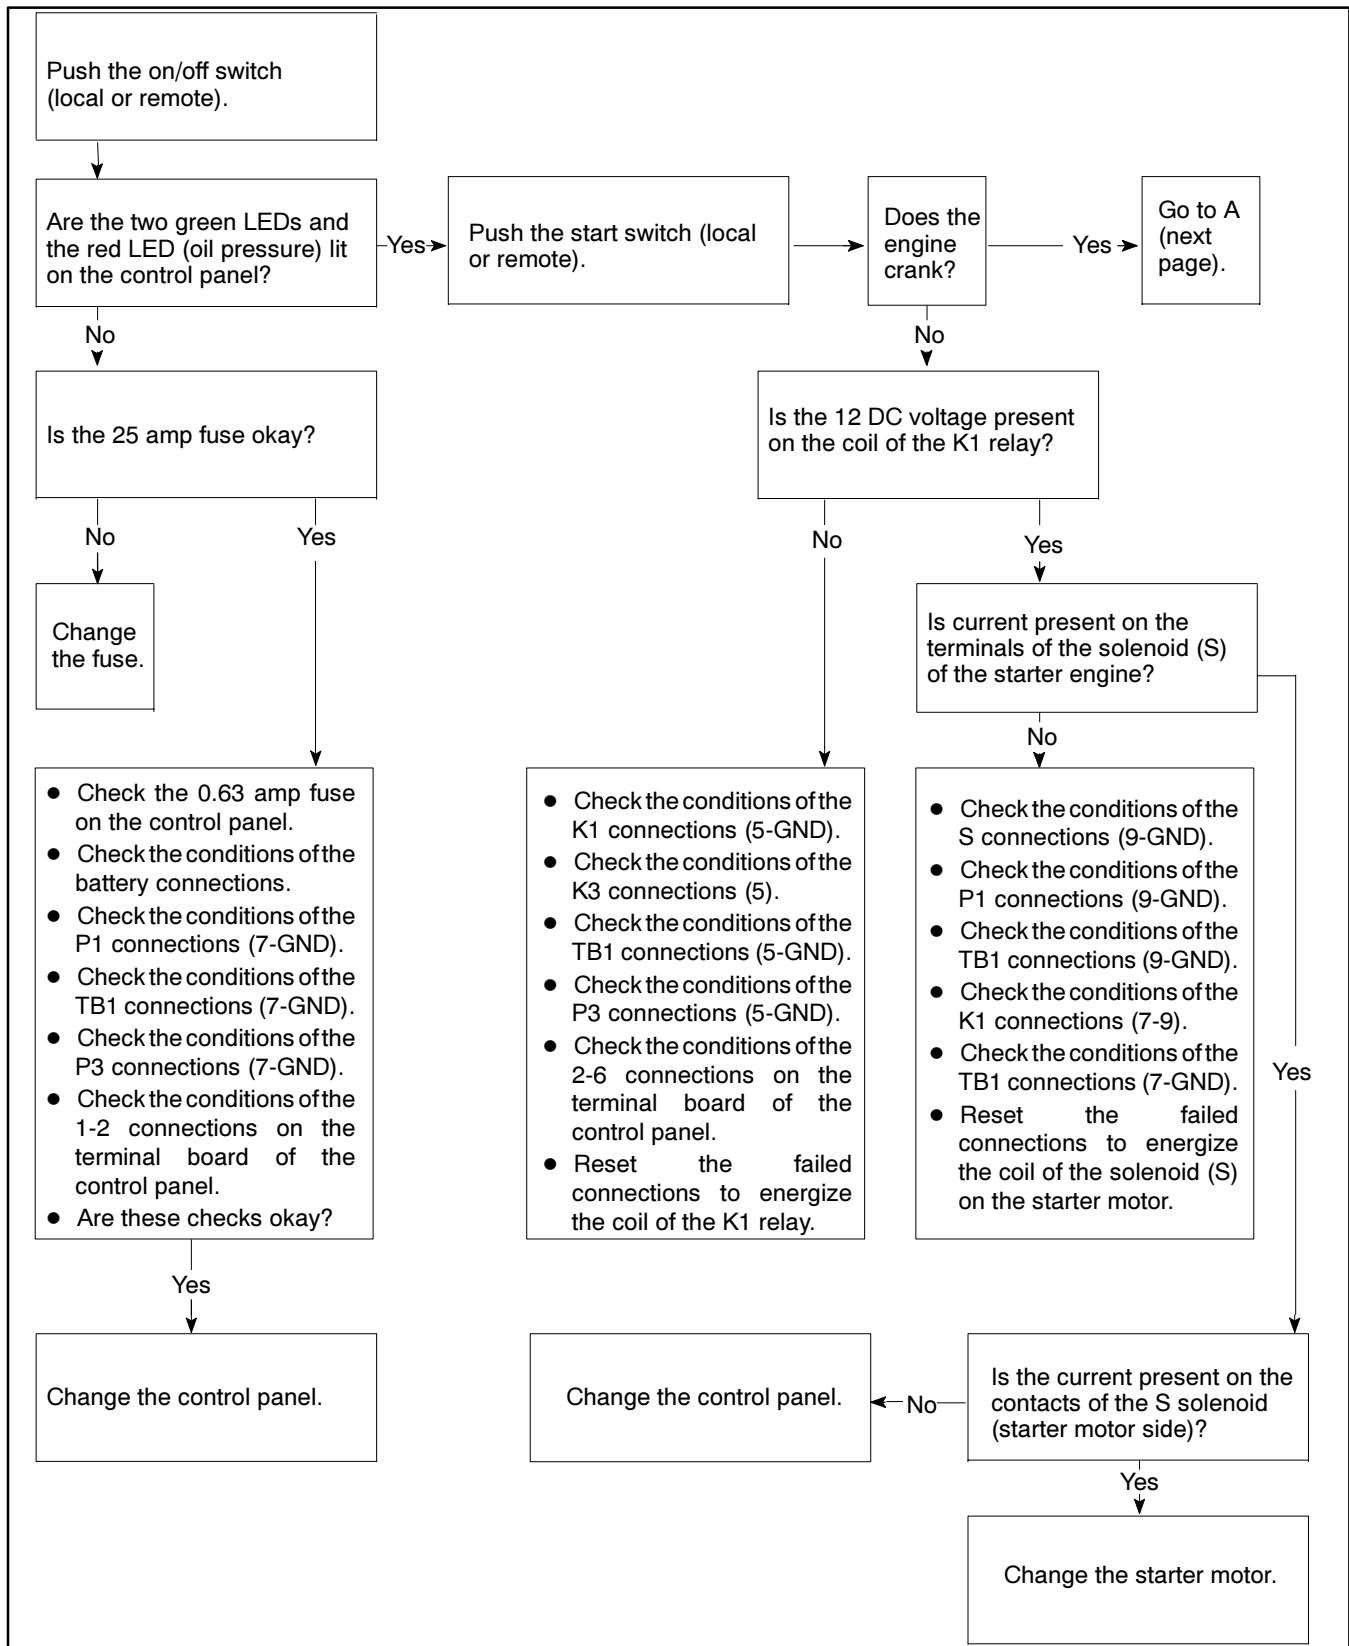 Push the on/off switch
(local or remote).
Are the two green LEDs and
the red LED (oil pressure) lit
on the control panel?
Yes
Push the start switch (local
or remote).
Does the
engine
crank?
Yes
Go to A
(next
page).
No
No
Is the 25 amp fuse okay?
Is the 12 DC voltage present
on the coil of the K1 relay?
No
Yes
No
Yes
Change
the fuse.
Is current present on the
terminals of the solenoid (S)
of the starter engine?
No
Yes
● Check the 0.63 amp fuse
on the control panel.
● Check the conditions of the
battery connections.
● Check the conditions of the
P1 connections (7-GND).
● Check the conditions of the
TB1 connections (7-GND).
● Check the conditions of the
P3 connections (7-GND).
● Check the conditions of the
1-2 connections on the
terminal board of the
control panel.
● Are these checks okay?
● Check the conditions of the
K1 connections (5-GND).
● Check the conditions of the
K3 connections (5).
● Check the conditions of the
TB1 connections (5-GND).
● Check the conditions of the
P3 connections (5-GND).
● Check the conditions of the
2-6 connections on the
terminal board of the
control panel.
● Reset the failed
connections to energize
the coil of the K1 relay.
● Check the conditions of the
S connections (9-GND).
● Check the conditions of the
P1 connections (9-GND).
● Check the conditions of the
TB1 connections (9-GND).
● Check the conditions of the
K1 connections (7-9).
● Check the conditions of the
TB1 connections (7-GND).
● Reset the failed
connections to energize
the coil of the solenoid (S)
on the starter motor.
Yes
Change the control panel.
Change the control panel.
No
Is the current present on the
contacts of the S solenoid
(starter motor side)?
Yes
Change the starter motor.